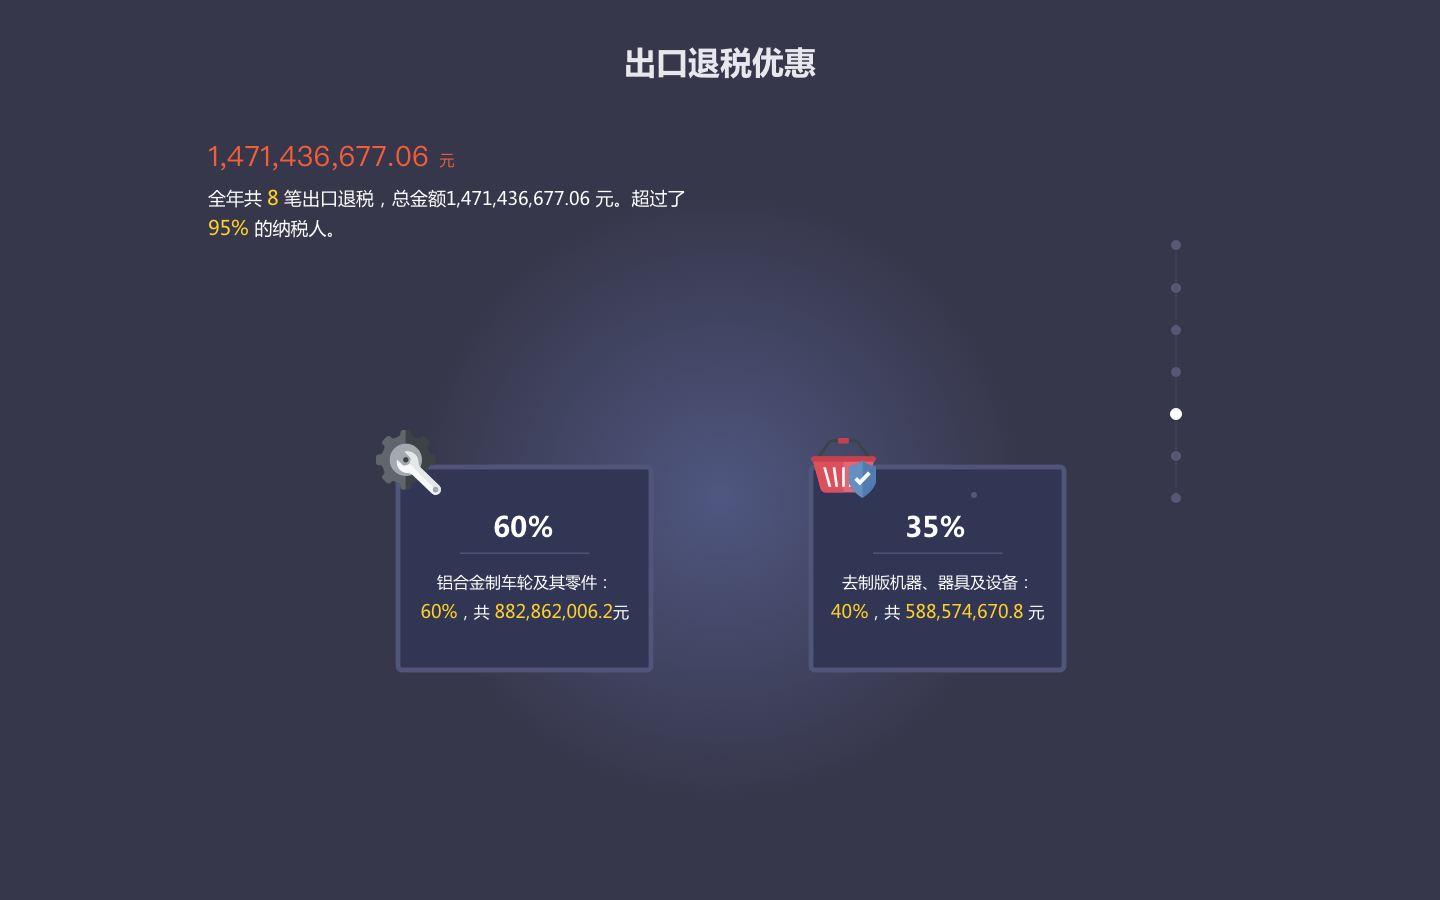 出口退税优惠
1,471,436,677.06 元
全年共 8 笔出口退税，总金额1,471,436,677.06 元。超过了
95% 的纳税人。
60%
铝合金制车轮及其零件：
60%，共 882,862,006.2元
35%
去制版机器、器具及设备：
40%，共 588,574,670.8 元